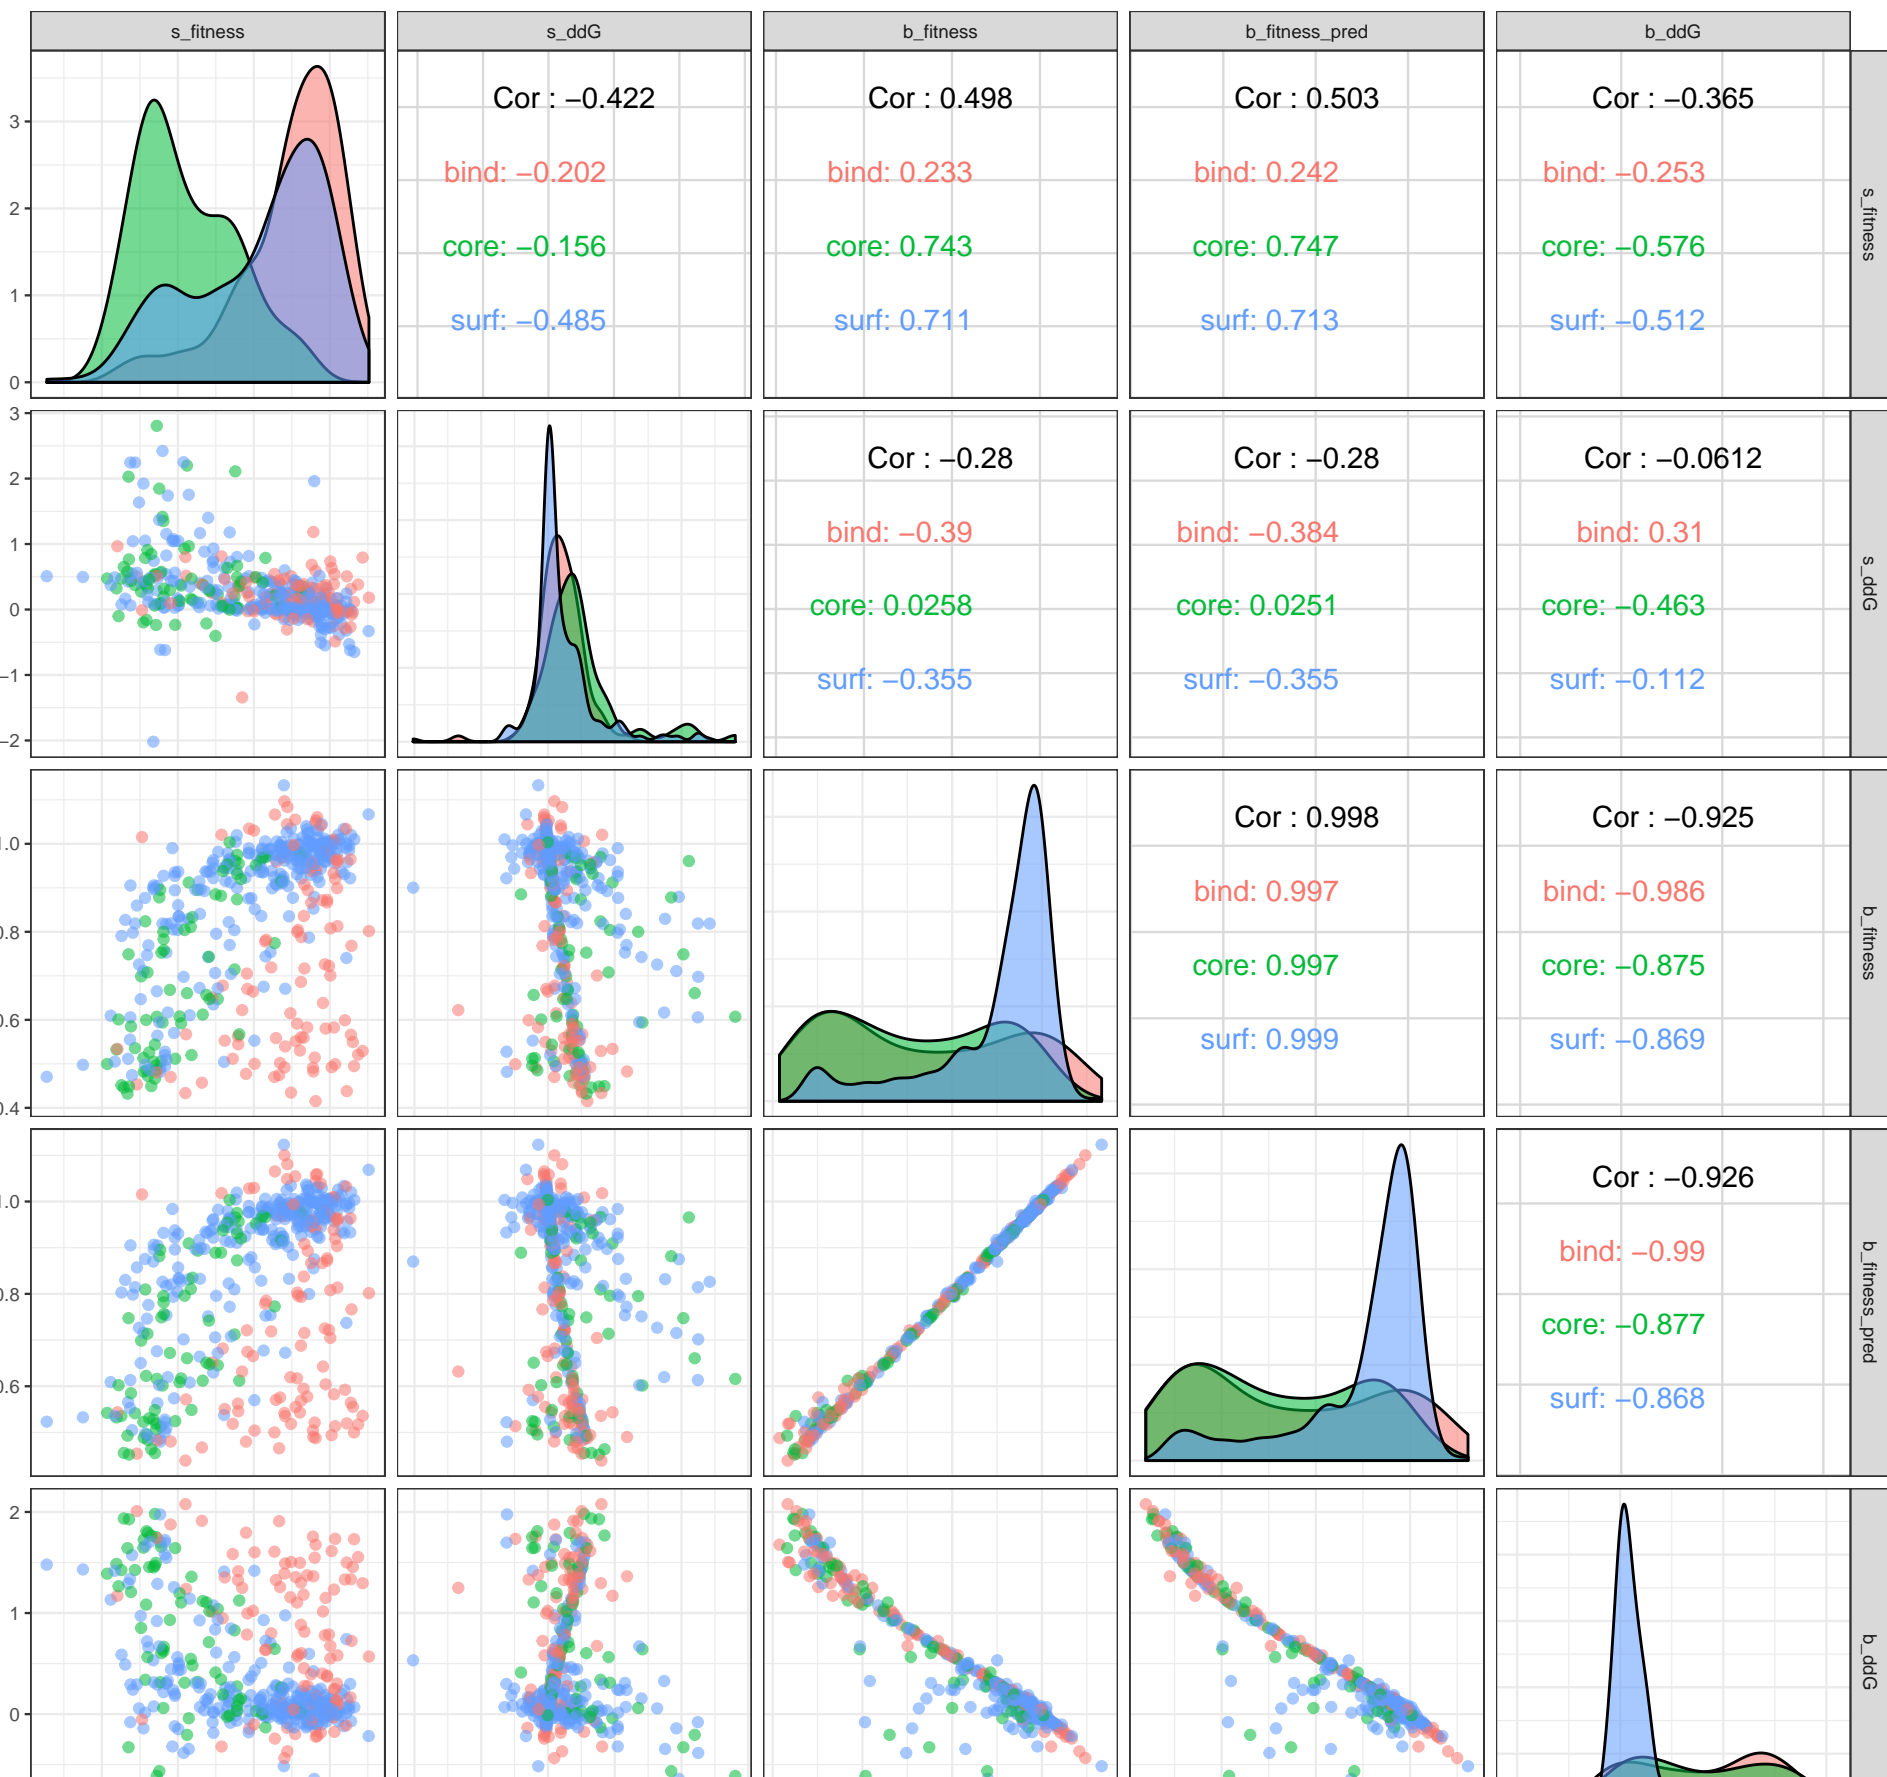 s_fitness s_ddG b_fitness b_fitness_pred b_ddG
Cor : −0.422 Cor : 0.498 Cor : 0.503 Cor : −0.365
bind: −0.202 bind: 0.233 bind: 0.242 bind: −0.253
core: −0.156 core: 0.743 core: 0.747 core: −0.576
surf: −0.485 surf: 0.711 surf: 0.713 surf: −0.512
3
2
1
0
s_fitness
Cor : −0.28 Cor : −0.28 Cor : −0.0612
bind: −0.39 bind: −0.384 bind: 0.31
core: 0.0258 core: 0.0251 core: −0.463
surf: −0.355 surf: −0.355 surf: −0.112
3
2
1
0
−1
−2
s_ddG
Cor : 0.998 Cor : −0.925
bind: 0.997 bind: −0.986
core: 0.997 core: −0.875
surf: 0.999 surf: −0.869
1.0
0.8
0.6
0.4
b_fitness
Cor : −0.926
bind: −0.99
core: −0.877
surf: −0.868
1.0
0.8
0.6
b_fitness_pred
2
1
0
b_ddG